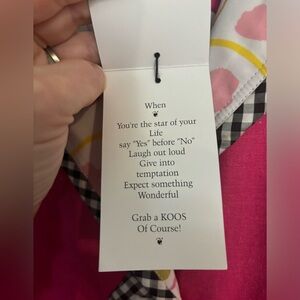 When
You're the star of your
Life
say "Yes" before "No"
Laugh out loud
Give into
temptation
Expect something
Wonderful
Grab a KOOS
Of Course!